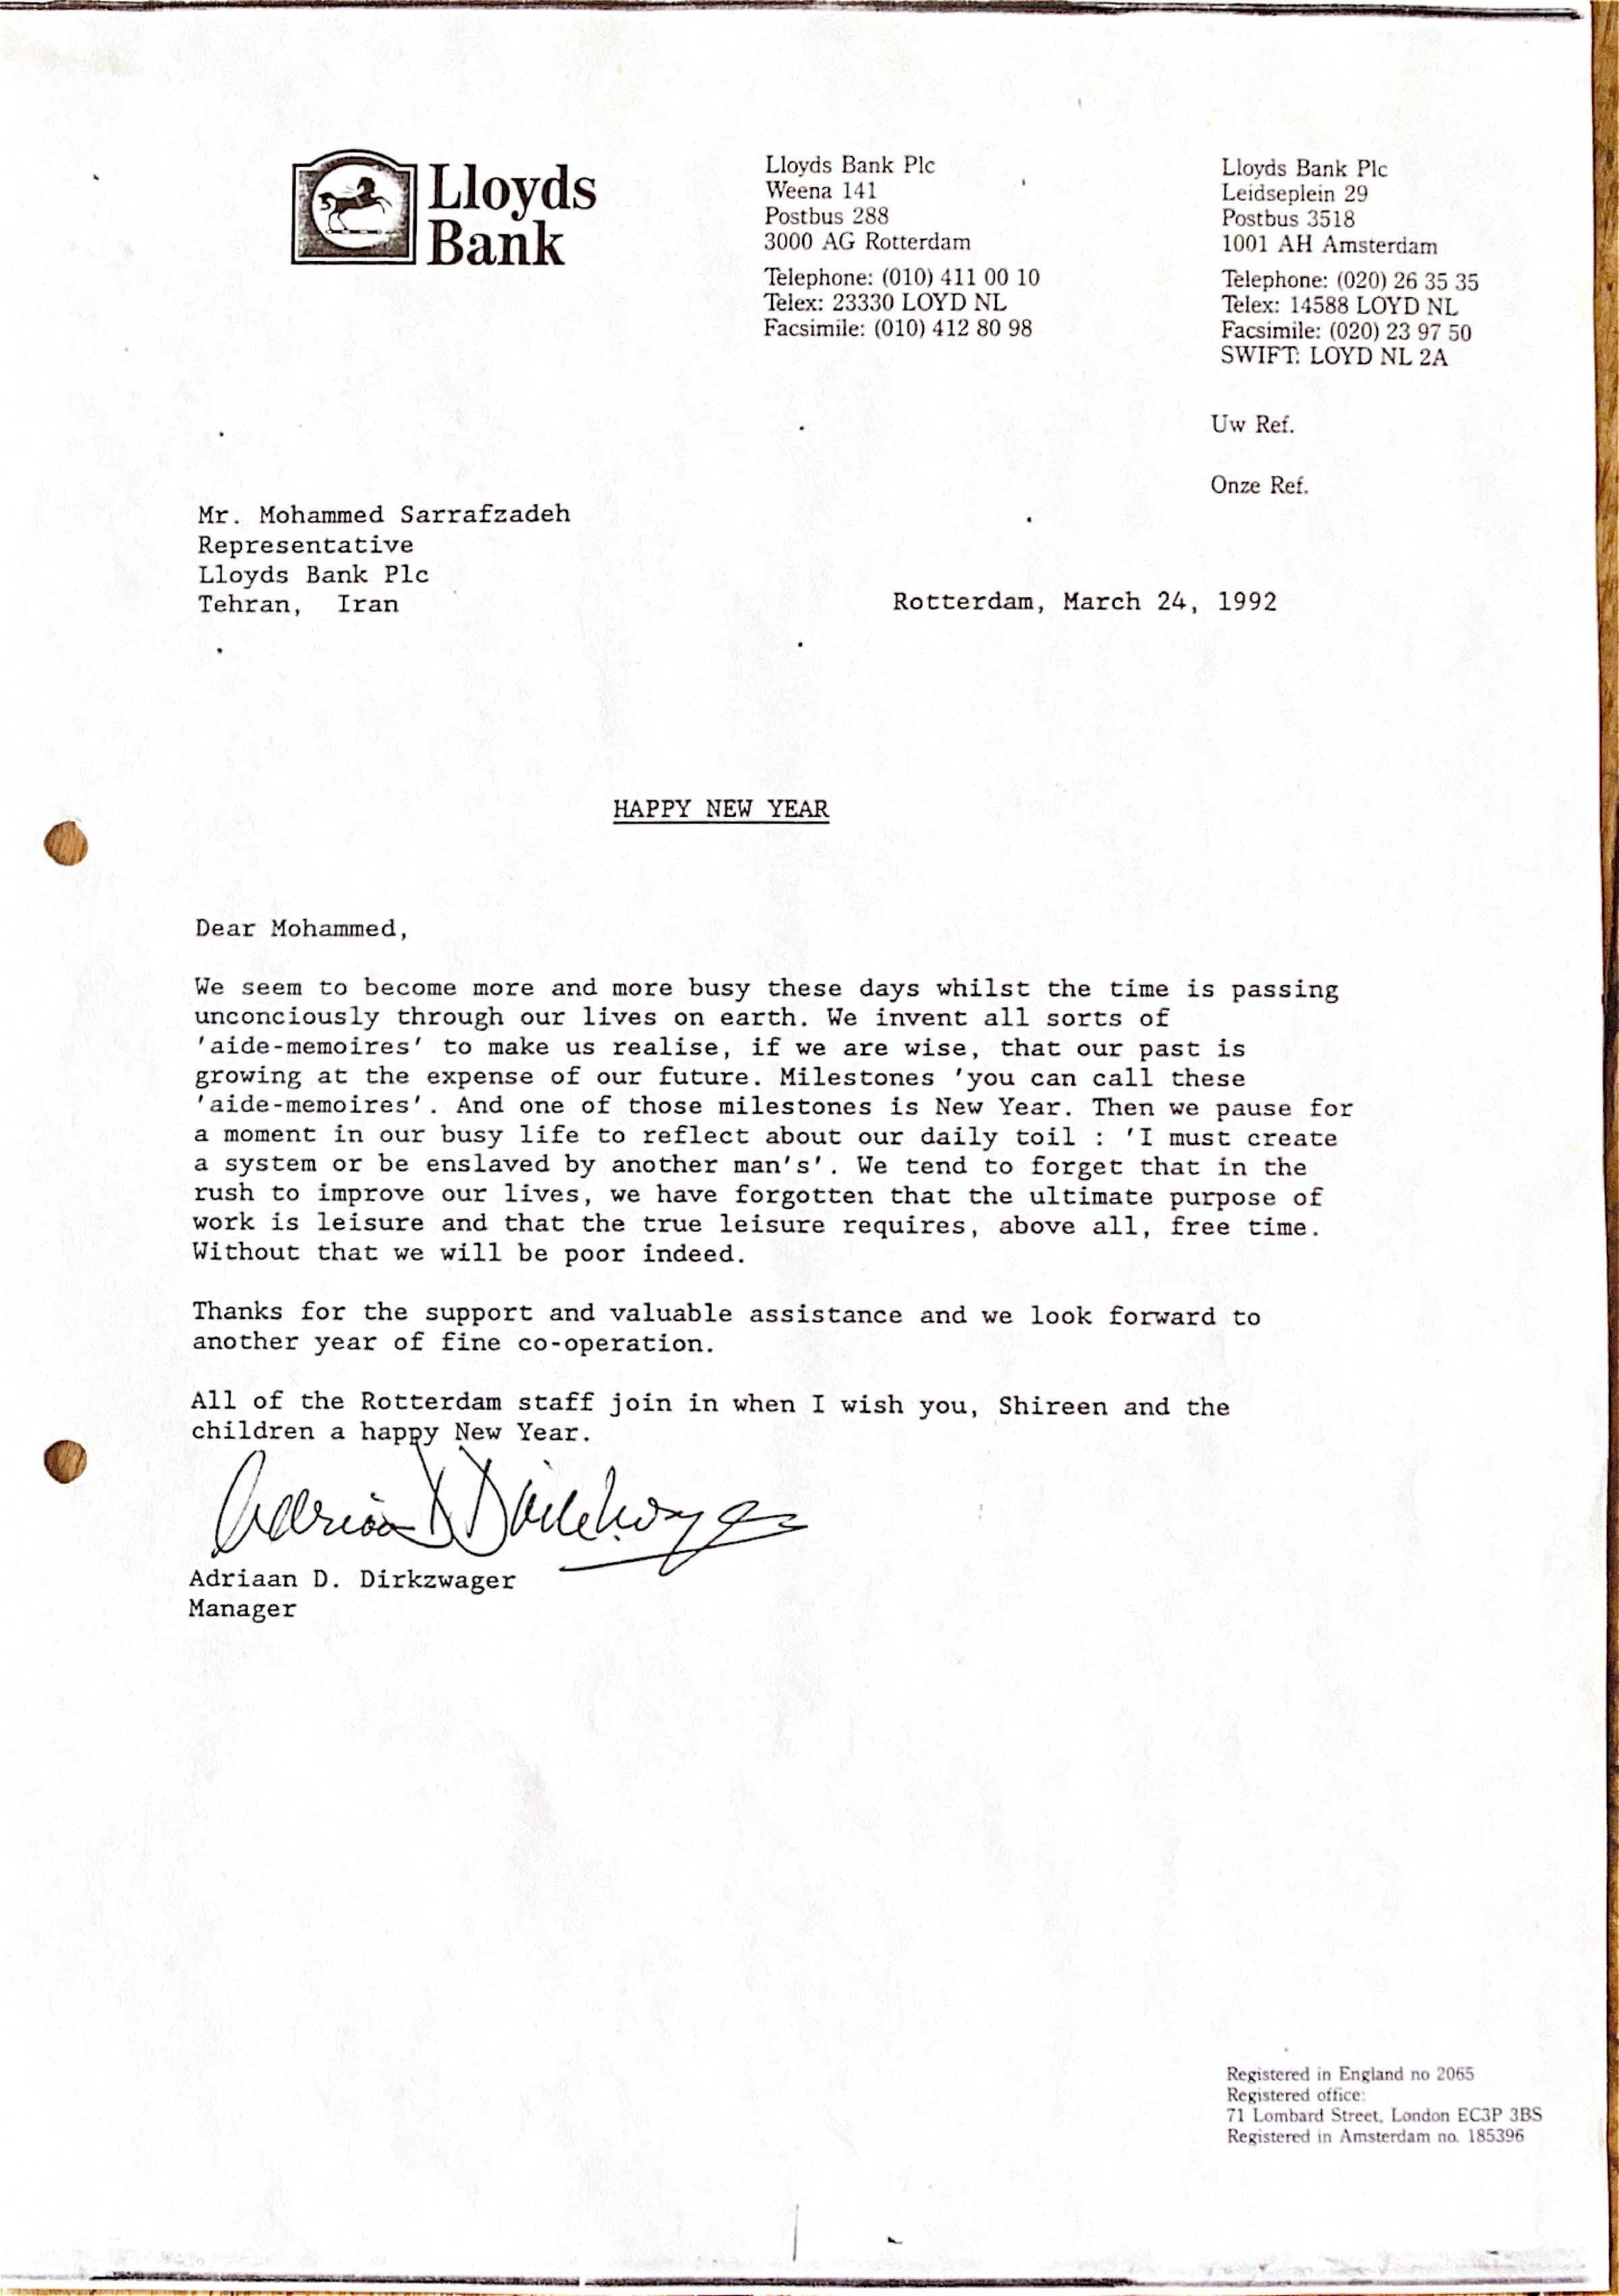 Lloyds
Bank
Lloyds Bank Plc
Weena 141
Postbus 288
3000 AG Rotterdam
Telephone: (010) 411 00 10
Telex: 23330 LOYD NL
Facsimile: (010) 412 80 98
Lloyds Bank Plc
Leidseplein 29
Postbus 3518
1001 AH Amsterdam
Telephone: (020) 26 35 35
Telex: 14588 LOYD NL
Facsimile: (020) 23 97 50
SWIFT: LOYD NL 2A
Uw Ref.
Onze Ref.
Mr. Mohammed Sarrafzadeh
Representative
Lloyds Bank Plc
Tehran, Iran
Rotterdam, March 24, 1992
HAPPY NEW YEAR
Dear Mohammed,
We seem to become more and more busy these days whilst the time is passing
unconciously through our lives on earth. We invent all sorts of
'aide-memoires' to make us realise, if we are wise, that our past is
growing at the expense of our future. Milestones 'you can call these
'aide-memoires'. And one of those milestones is New Year. Then we pause for
a moment in our busy life to reflect about our daily toil : 'I must create
a system or be enslaved by another man's'. We tend to forget that in the
rush to improve our lives, we have forgotten that the ultimate purpose of
work is leisure and that the true leisure requires, above all, free time.
Without that we will be poor indeed.
Thanks for the support and valuable assistance and we look forward to
another year of fine co-operation.
All of the Rotterdam staff join in when I wish you, Shireen and the
children a happy New Year.
Adriaan D Dirkzwager
Adriaan D. Dirkzwager
Manager
Registered in England no 2065
Registered office:
71 Lombard Street, London EC3P 3BS
Registered in Amsterdam no. 185396